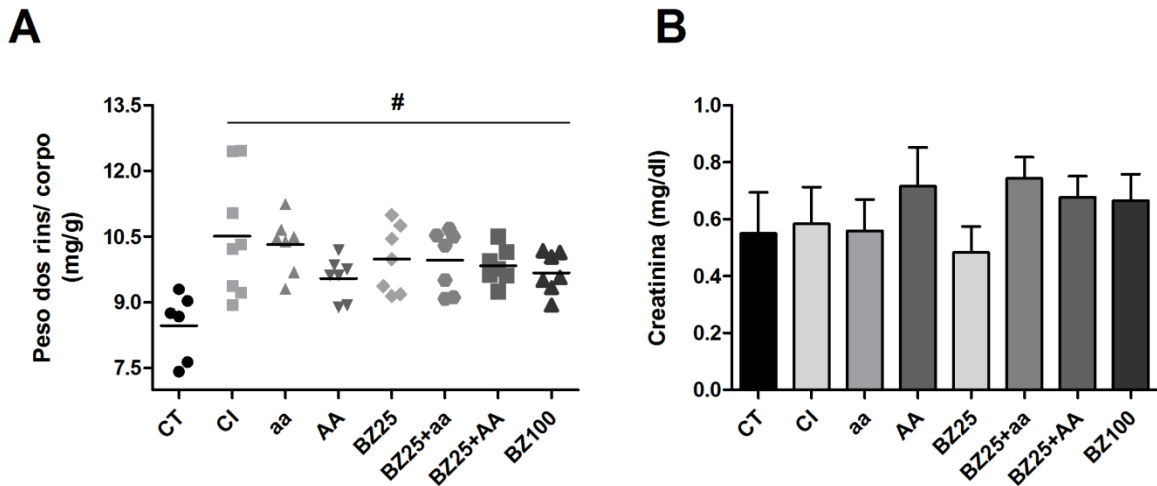 A
Peso dos rins/ corpo
(mg/g)
13.5
12.0
10.5
9.0
7.5
#
CT
CI
aa
AA
BZ25
BZ25+aa
BZ25+AA
BZ100
B
Creatinina (mg/dl)
1.0
0.8
0.6
0.4
0.2
0.0
CT
CI
aa
AA
BZ25
BZ25+aa
BZ25+AA
BZ100